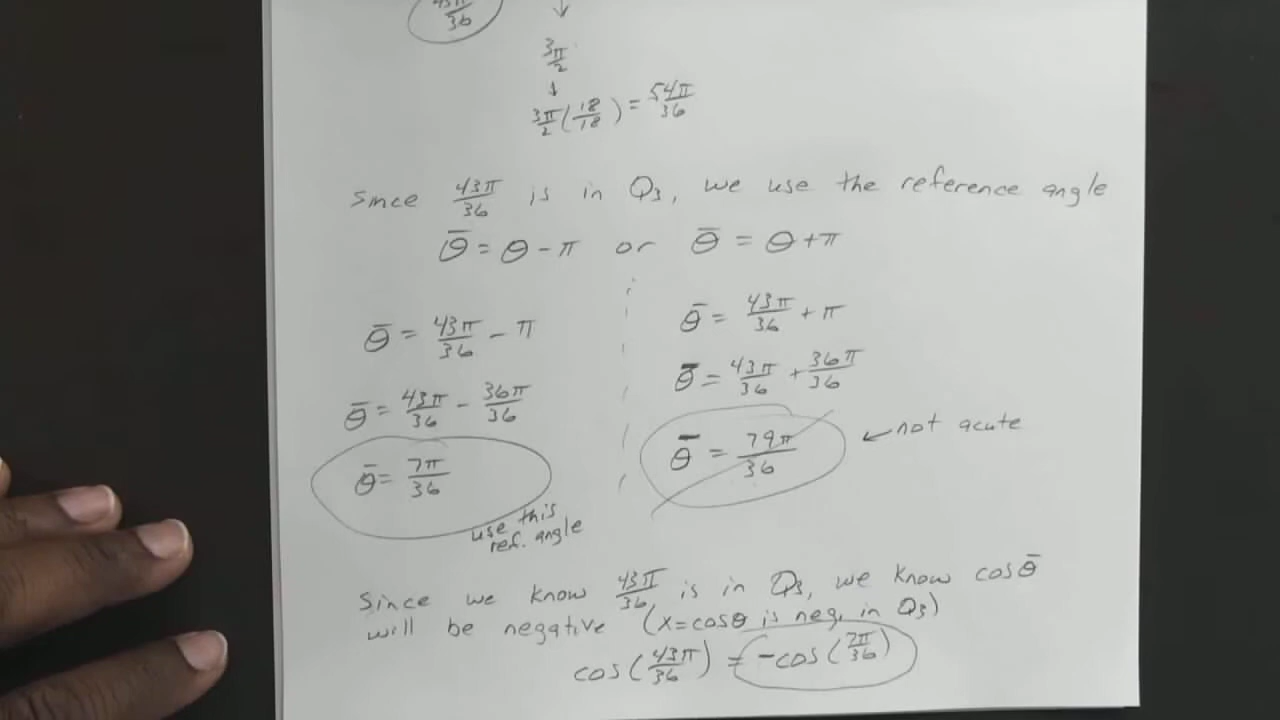 43π/36 ↓
3π/2
↓
3π/2 (18/18) = 54π/36
Since 43π/36 is in Q₃, we use the reference angle
θ̄ = θ - π or θ̄ = θ + π
θ̄ = 43π/36 - π
θ̄ = 43π/36 - 36π/36
θ̄ = 7π/36
use this
ref. angle
θ̄ = 43π/36 + π
θ̄ = 43π/36 + 36π/36
θ̄ = 79π/36 ← not acute
Since we know 43π/36 is in Q₃, we know cos θ̄
will be negative (x=cosθ is neg. in Q₃)
cos(43π/36) = -cos(7π/36)